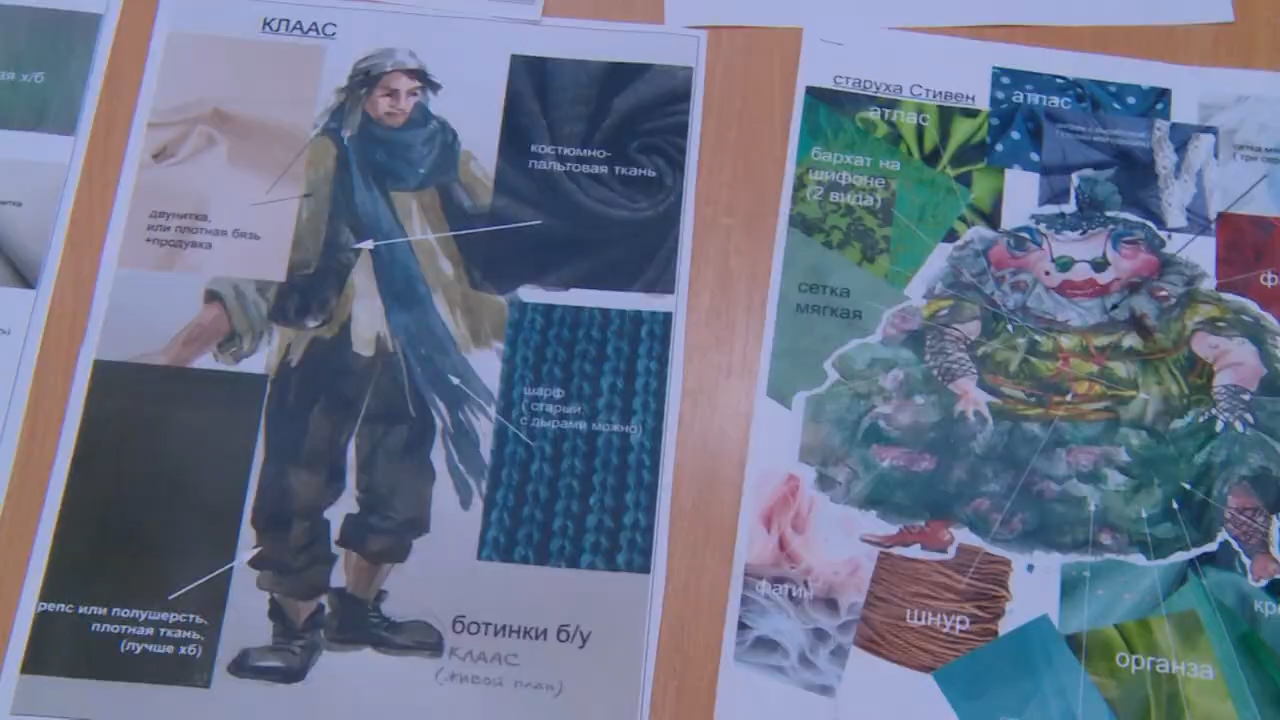 ая х/б
КЛААС
двунитка,
или плотная бязь
+продувка
костюмно-
пальтовая ткань
шарф
( старый,
с дырами можно)
репс или полушерсть,
плотная ткань,
(лучше хб)
ботинки б/у
КЛААС
(живой план)
старуха Стивен
атлас
атлас
бархат на
шифоне
(2 вида)
сетка
мягкая
ф
фатин
шнур
органза
кр